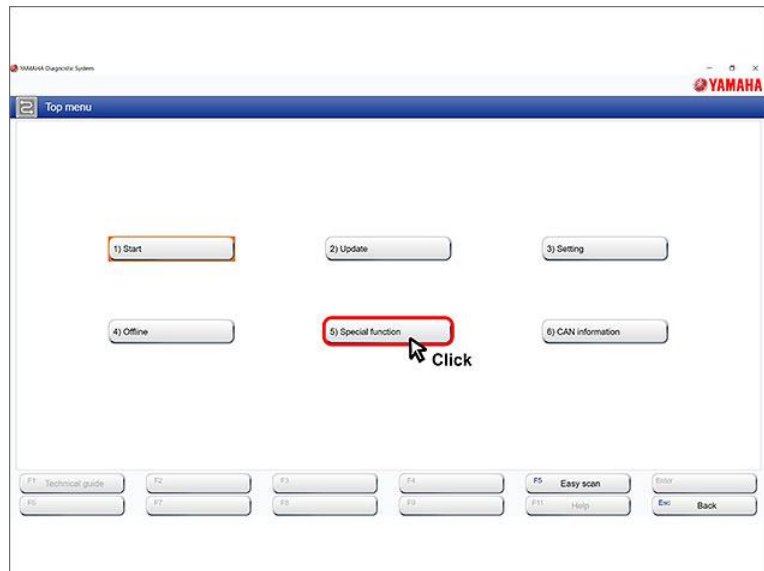 YAMAHA Diagnostic System
YAMAHA
Top menu
1) Start
2) Update
3) Setting
4) Offline
5) Special function
6) CAN information
Click
F1 Technical guide
F2
F3
F4
F5 Easy scan
Enter
F6
F7
F8
F9
F11 Help
Esc Back